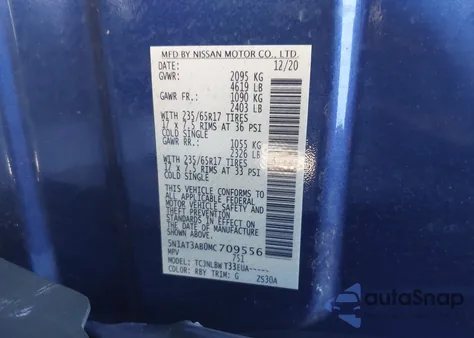 MFD BY NISSAN MOTOR CO., LTD.
DATE: 12/20
GVWR: 2095 KG
4619 LB
GAWR FR.: 1090 KG
2403 LB
WITH 235/65R17 TIRES
17 x 7.5 RIMS AT 36 PSI
COLD SINGLE
GAWR RR.: 1055 KG
2326 LB
WITH 235/65R17 TIRES
17 x 7.5 RIMS AT 33 PSI
COLD SINGLE
THIS VEHICLE CONFORMS TO
ALL APPLICABLE FEDERAL
MOTOR VEHICLE SAFETY AND
THEFT PREVENTION
STANDARDS IN EFFECT ON
THE DATE OF MANUFACTURE
SHOWN ABOVE.
5N1AT3AB0MC709556
MPV 751
MODEL: TCJNLBW T33EUA-----
COLOR: RBY TRIM: G 2S30A
autoSnap